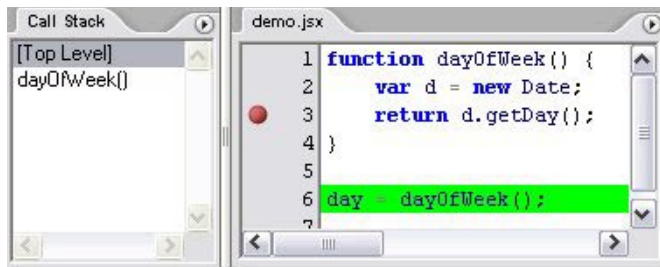 Call Stack
[Top Level]
dayOfWeek()
demo.jsx
1 function dayOfWeek() {
2 var d = new Date;
3 return d.getDay();
4 }
5
6 day = dayOfWeek();
7